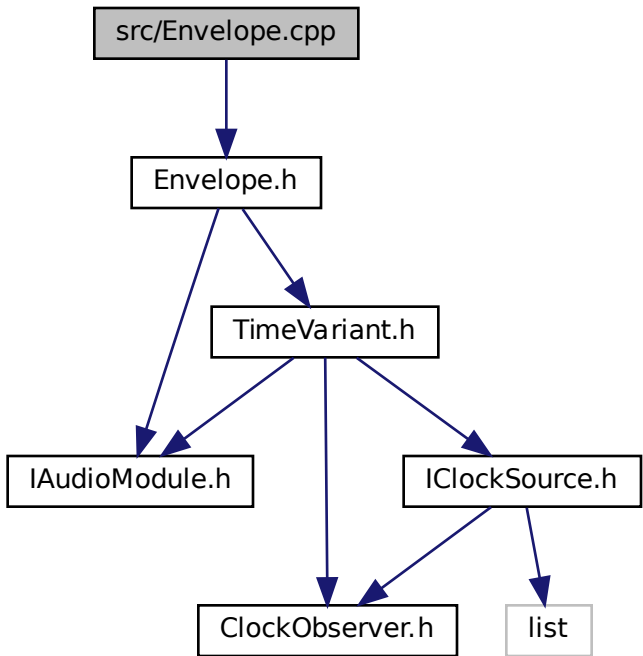 src/Envelope.cpp
Envelope.h
TimeVariant.h
IAudioModule.h
IClockSource.h
ClockObserver.h
list